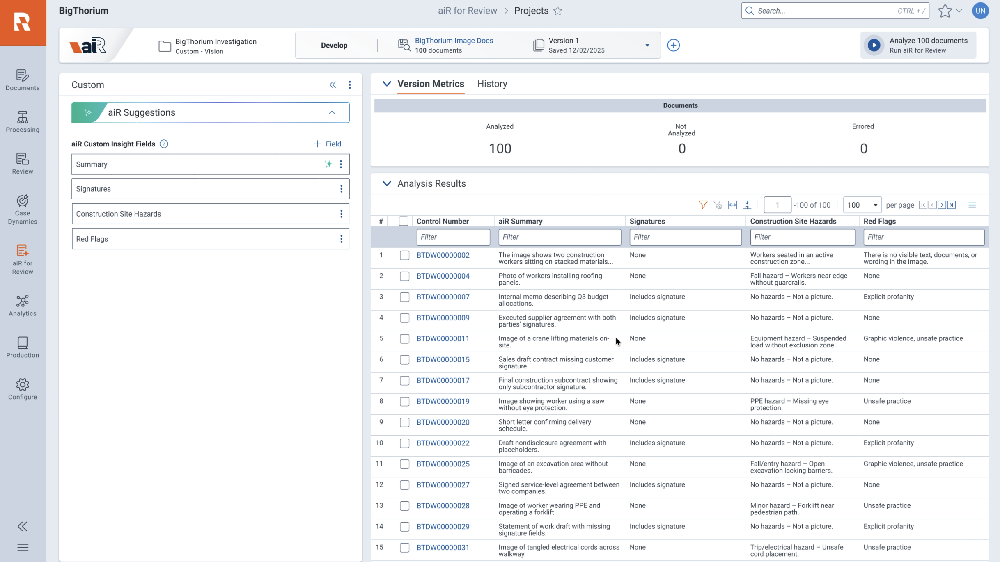 BigThorium
aiR for Review > Projects
Search...
CTRL + /
UN
R
aiR
BigThorium Investigation
Custom - Vision
Develop
BigThorium Image Docs
100 documents
Version 1
Saved 12/02/2025
Analyze 100 documents
Run aiR for Review
Documents
Processing
Review
Case
Dynamics
aiR for
Review
Analytics
Production
Configure
Custom
aiR Suggestions
aiR Custom Insight Fields ?
+ Field
Summary
Signatures
Construction Site Hazards
Red Flags
Version Metrics
History
Documents
Analyzed
Not
Analyzed
Errored
100
0
0
Analysis Results
1 -100 of 100
100 per page
# Control Number aiR Summary Signatures Construction Site Hazards Red Flags
Filter Filter Filter Filter Filter
1 BTDW00000002 The image shows two construction None Workers seated in an active There is no visible text, documents, or
workers sitting on stacked materials... construction zone... wording in the image.
2 BTDW00000004 Photo of workers installing roofing None Fall hazard – Workers near edge None
panels. without guardrails.
3 BTDW00000007 Internal memo describing Q3 budget Includes signature No hazards – Not a picture. Explicit profanity
allocations.
4 BTDW00000009 Executed supplier agreement with both Includes signature No hazards – Not a picture. None
parties’ signatures.
5 BTDW00000011 Image of a crane lifting materials on- None Equipment hazard – Suspended Graphic violence, unsafe practice
site. load without exclusion zone.
6 BTDW00000015 Sales draft contract missing customer Includes signature No hazards – Not a picture. None
signature.
7 BTDW00000017 Final construction subcontract showing Includes signature No hazards – Not a picture. None
only subcontractor signature.
8 BTDW00000019 Image showing worker using a saw None PPE hazard – Missing eye Unsafe practice
without eye protection. protection.
9 BTDW00000020 Short letter confirming delivery None No hazards – Not a picture. None
schedule.
10 BTDW00000022 Draft nondisclosure agreement with Includes signature No hazards – Not a picture. Explicit profanity
placeholders.
11 BTDW00000025 Image of an excavation area without None Fall/entry hazard – Open Graphic violence, unsafe practice
barricades. excavation lacking barriers.
12 BTDW00000027 Signed service-level agreement between Includes signature No hazards – Not a picture. None
two companies.
13 BTDW00000028 Image of worker wearing PPE and None Minor hazard – Forklift near Unsafe practice
operating a forklift. pedestrian path.
14 BTDW00000029 Statement of work draft with missing Includes signature No hazards – Not a picture. Explicit profanity
signature fields.
15 BTDW00000031 Image of tangled electrical cords across None Trip/electrical hazard – Unsafe Unsafe practice
walkway. cord placement.